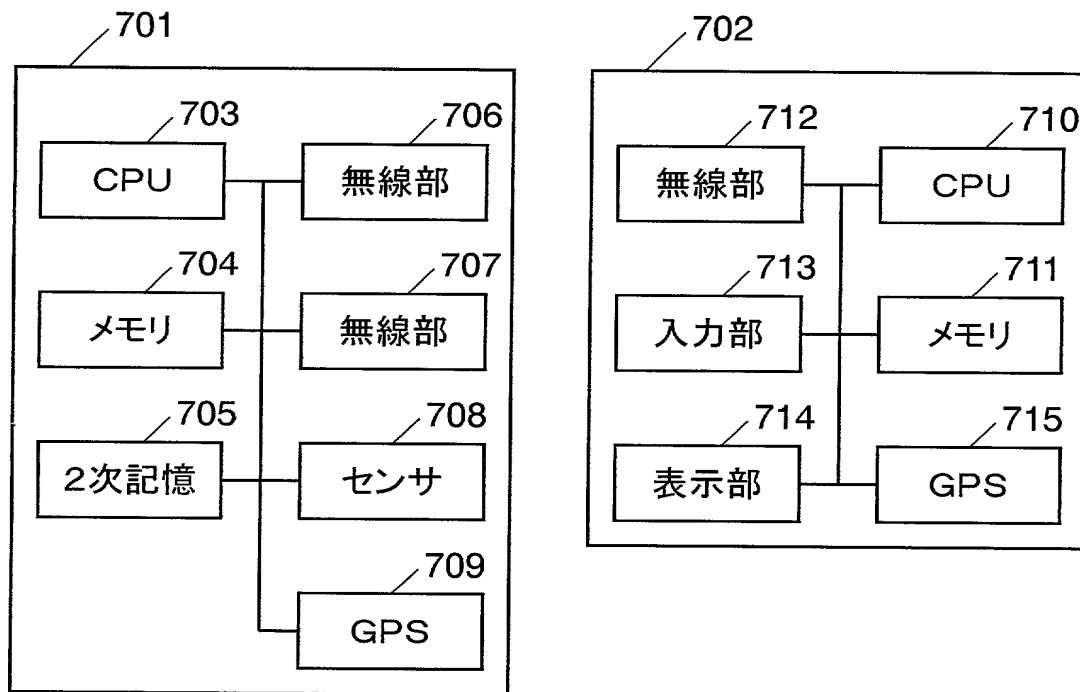 701
703
CPU
706
無線部
704
メモリ
707
無線部
705
2次記憶
708
センサ
709
GPS
702
712
無線部
710
CPU
713
入力部
711
メモリ
714
表示部
715
GPS